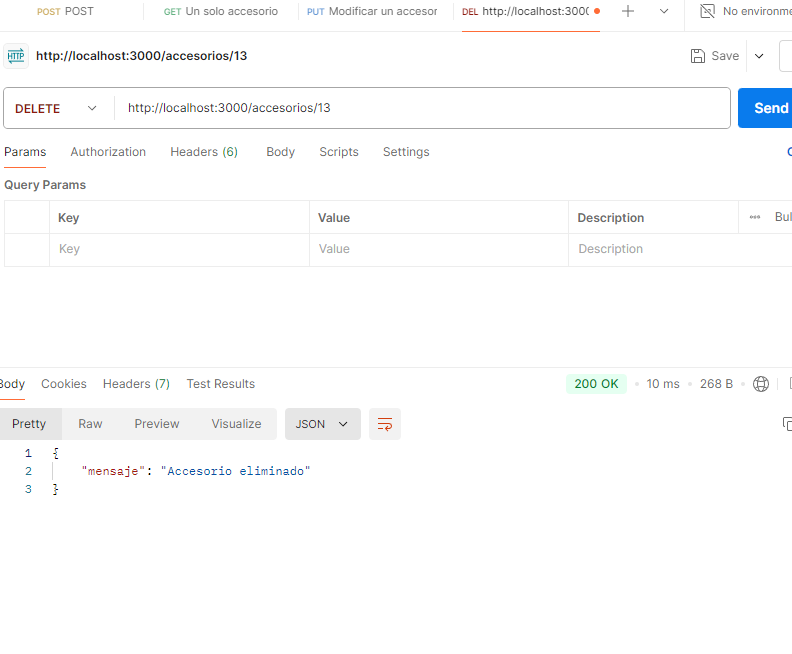 POST POST GET Un solo accesorio PUT Modificar un accesor DEL http://localhost:3000 No environme
HTTP http://localhost:3000/accesorios/13 Save
DELETE http://localhost:3000/accesorios/13 Send
Params Authorization Headers (6) Body Scripts Settings C
Query Params
Key Value Description Bul
Key Value Description
Body Cookies Headers (7) Test Results 200 OK 10 ms 268 B
Pretty Raw Preview Visualize JSON
1 {
2 "mensaje": "Accesorio eliminado"
3 }